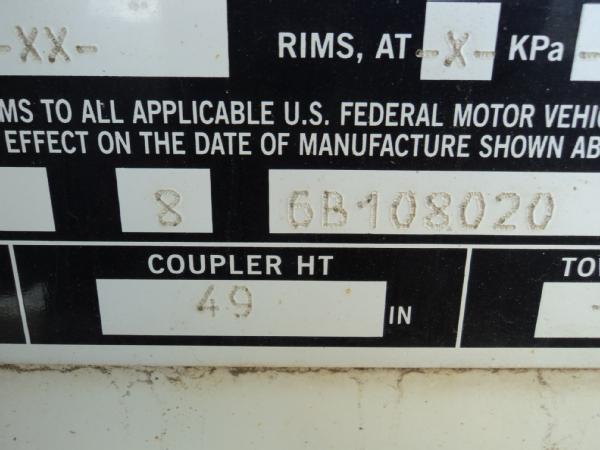 -XX- RIMS, AT -X- KPa -
MS TO ALL APPLICABLE U.S. FEDERAL MOTOR VEHIC
EFFECT ON THE DATE OF MANUFACTURE SHOWN AB
8 6B108020
COUPLER HT TOW
49 IN -